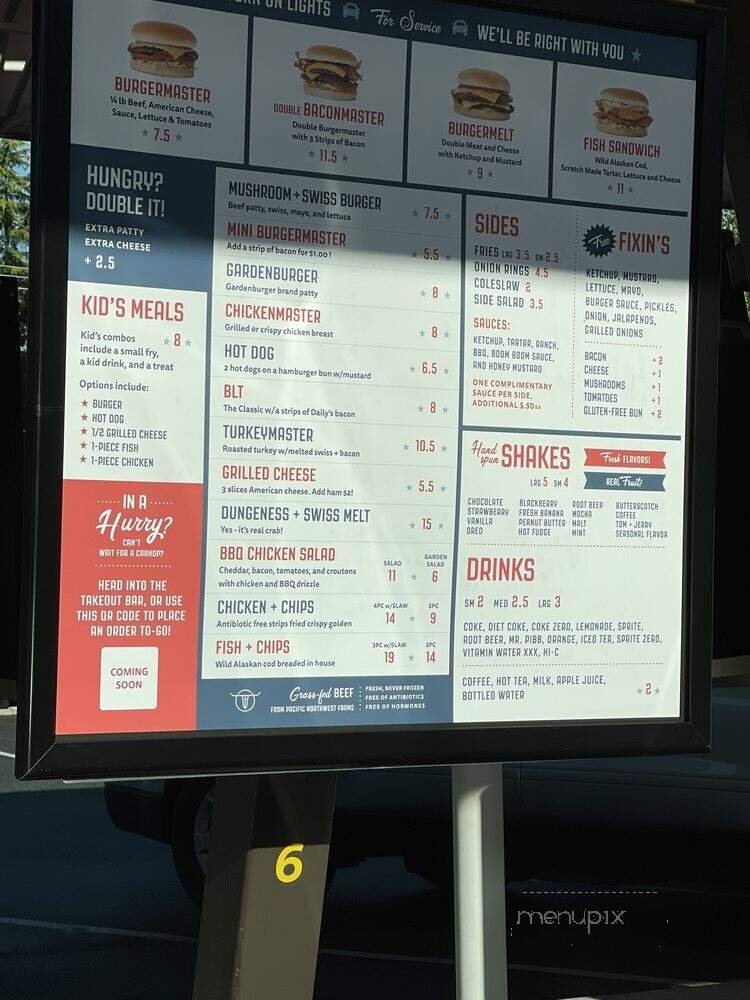 ON LIGHTS
For Service
WE'LL BE RIGHT WITH YOU
BURGERMASTER
¼ lb Beef, American Cheese,
Sauce, Lettuce & Tomatoes
★ 7.5 ★
DOUBLE BACONMASTER
Double Burgermaster
with 3 Strips of Bacon
★ 11.5 ★
BURGERMELT
Double Meat and Cheese
with Ketchup and Mustard
★ 9 ★
FISH SANDWICH
Wild Alaskan Cod,
Scratch Made Tartar, Lettuce and Cheese
★ 11 ★
HUNGRY?
DOUBLE IT!
EXTRA PATTY
EXTRA CHEESE
+ 2.5
KID'S MEALS
Kid's combos ★ 8 ★
include a small fry,
a kid drink, and a treat
Options include:
★ BURGER
★ HOT DOG
★ 1/2 GRILLED CHEESE
★ 1-PIECE FISH
★ 1-PIECE CHICKEN
IN A
Hurry?
CAN'T
WAIT FOR A CARHOP?
HEAD INTO THE
TAKEOUT BAR, OR USE
THIS QR CODE TO PLACE
AN ORDER TO-GO!
COMING
SOON
MUSHROOM + SWISS BURGER
Beef patty, swiss, mayo, and lettuce ★ 7.5 ★
MINI BURGERMASTER
Add a strip of bacon for $1.00 ! ★ 5.5 ★
GARDENBURGER
Gardenburger brand patty ★ 8 ★
CHICKENMASTER
Grilled or crispy chicken breast ★ 8 ★
HOT DOG
2 hot dogs on a hamburger bun w/mustard ★ 6.5 ★
BLT
The Classic w/4 strips of Daily's bacon ★ 8 ★
TURKEYMASTER
Roasted turkey w/melted swiss + bacon ★ 10.5 ★
GRILLED CHEESE
3 slices American cheese. Add ham $2! ★ 5.5 ★
DUNGENESS + SWISS MELT
Yes - it's real crab! ★ 15 ★
BBQ CHICKEN SALAD
Cheddar, bacon, tomatoes, and croutons
with chicken and BBQ drizzle
SALAD GARDEN SALAD
11 ★ 6
CHICKEN + CHIPS 4PC w/SLAW 2PC
Antibiotic free strips fried crispy golden 14 ★ 9
FISH + CHIPS 3PC w/SLAW 2PC
Wild Alaskan cod breaded in house 19 ★ 14
Grass-fed BEEF
FROM PACIFIC NORTHWEST FARMS
FRESH, NEVER FROZEN
FREE OF ANTIBIOTICS
FREE OF HORMONES
SIDES
FRIES LRG 3.5 SM 2.5
ONION RINGS 4.5
COLESLAW 2
SIDE SALAD 3.5
SAUCES:
KETCHUP, TARTAR, RANCH,
BBQ, BOOM BOOM SAUCE,
AND HONEY MUSTARD
ONE COMPLIMENTARY
SAUCE PER SIDE.
ADDITIONAL $.50EA
Free FIXIN'S
KETCHUP, MUSTARD,
LETTUCE, MAYO,
BURGER SAUCE, PICKLES,
ONION, JALAPENOS,
GRILLED ONIONS
BACON + 2
CHEESE + 1
MUSHROOMS + 1
TOMATOES + 1
GLUTEN-FREE BUN + 2
Hand spun SHAKES
LRG 5 SM 4
Fresh FLAVORS!
REAL Fruit!
CHOCOLATE BLACKBERRY ROOT BEER BUTTERSCOTCH
STRAWBERRY FRESH BANANA MOCHA COFFEE
VANILLA PEANUT BUTTER MALT TOM + JERRY
OREO HOT FUDGE MINT SEASONAL FLAVOR
DRINKS
SM 2 MED 2.5 LRG 3
COKE, DIET COKE, COKE ZERO, LEMONADE, SPRITE,
ROOT BEER, MR. PIBB, ORANGE, ICED TEA, SPRITE ZERO,
VITAMIN WATER XXX, HI-C
COFFEE, HOT TEA, MILK, APPLE JUICE,
BOTTLED WATER ★ 2 ★
6
menupix